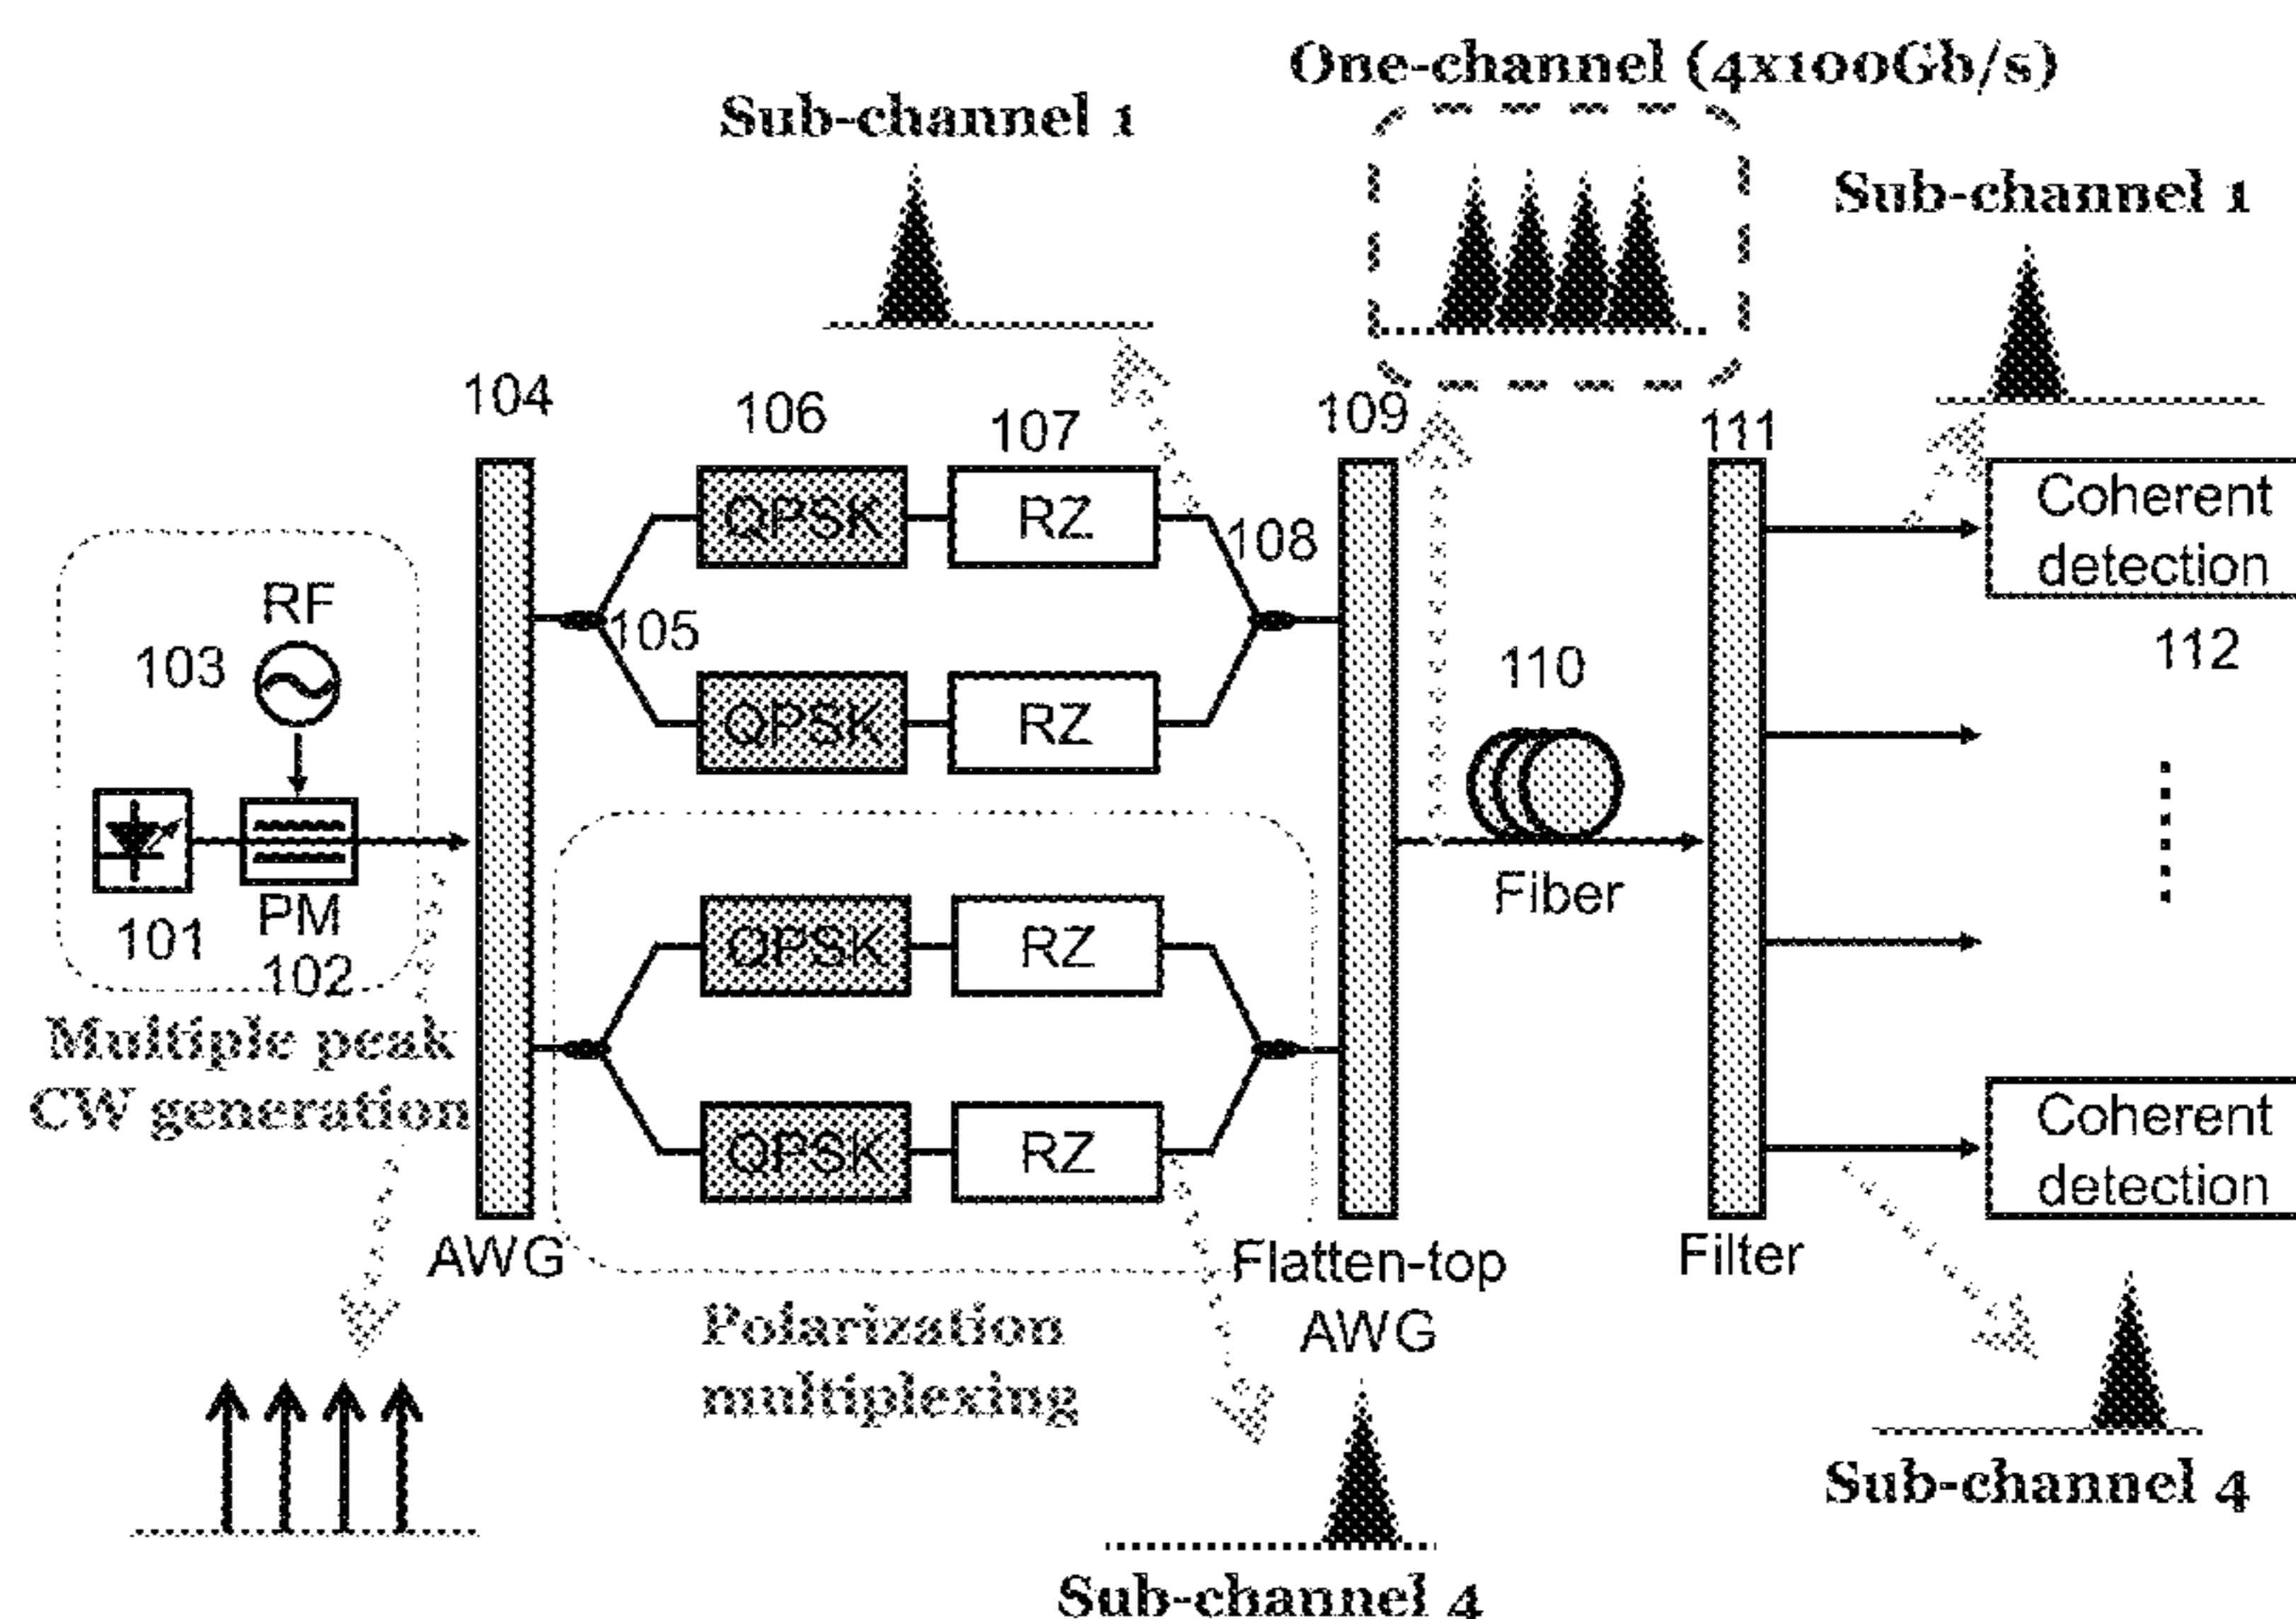 One-channel (4x100Gb/s)
Sub-channel 1
Sub-channel 1
104
106
107
109
111
QPSK
RZ
Coherent
detection
108
RF
103
105
112
110
QPSK
RZ
Fiber
PM
101
102
QPSK
RZ
Multiple peak
CW generation
QPSK
RZ
Coherent
detection
AWG
Flatten-top
AWG
Filter
Polarization
multiplexing
Sub-channel 4
Sub-channel 4